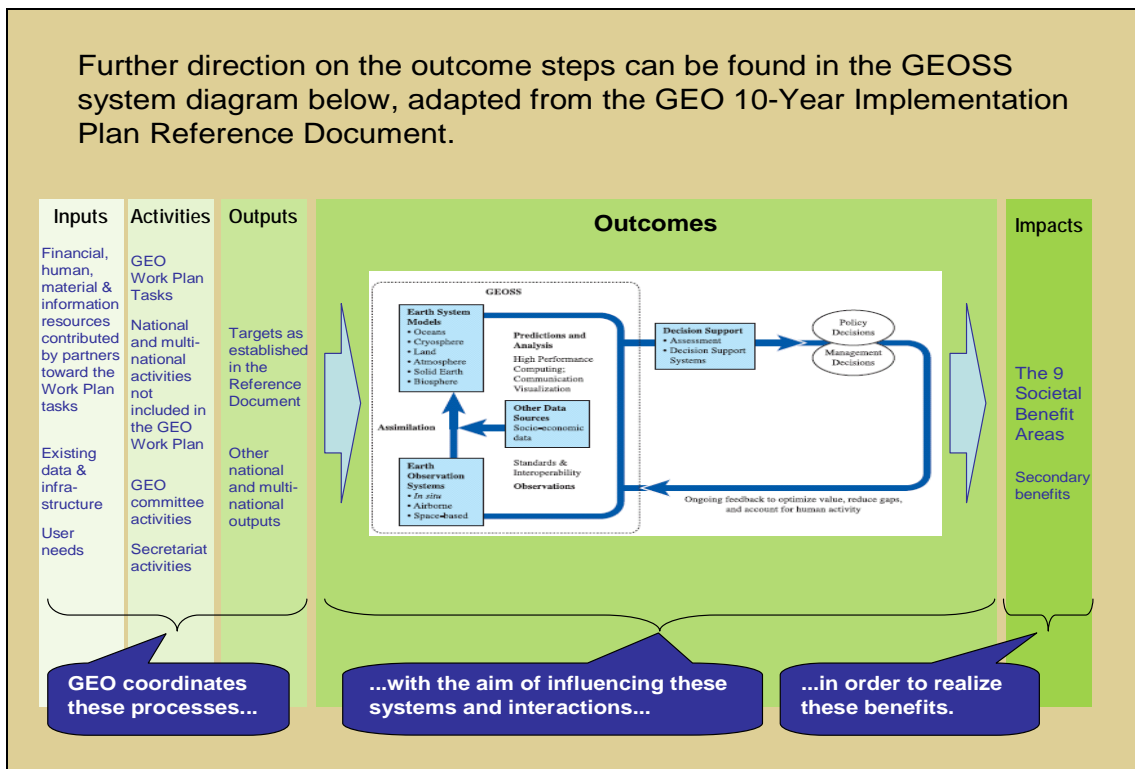 Further direction on the outcome steps can be found in the GEOSS
system diagram below, adapted from the GEO 10-Year Implementation
Plan Reference Document.
Inputs
Financial,
human,
material &
information
resources
contributed
by partners
toward the
Work Plan
tasks
Existing
data &
infra-
structure
User
needs
Activities
GEO
Work Plan
Tasks
National
and multi-
national
activities
not
included in
the GEO
Work Plan
GEO
committee
activities
Secretariat
activities
Outputs
Targets as
established
in the
Reference
Document
Other
national
and multi-
national
outputs
Outcomes
GEOSS
Earth System
Models
• Oceans
• Cryosphere
• Land
• Atmosphere
• Solid Earth
• Biosphere
Predictions and
Analysis
High Performance
Computing;
Communication
Visualization
Assimilation
Other Data
Sources
Socio-economic
data
Earth
Observation
Systems
• In situ
• Airborne
• Space-based
Standards &
Interoperability
Observations
Decision Support
• Assessment
• Decision Support
Systems
Policy
Decisions
Management
Decisions
Ongoing feedback to optimize value, reduce gaps,
and account for human activity
Impacts
The 9
Societal
Benefit
Areas
Secondary
benefits
GEO coordinates
these processes...
...with the aim of influencing these
systems and interactions...
...in order to realize
these benefits.